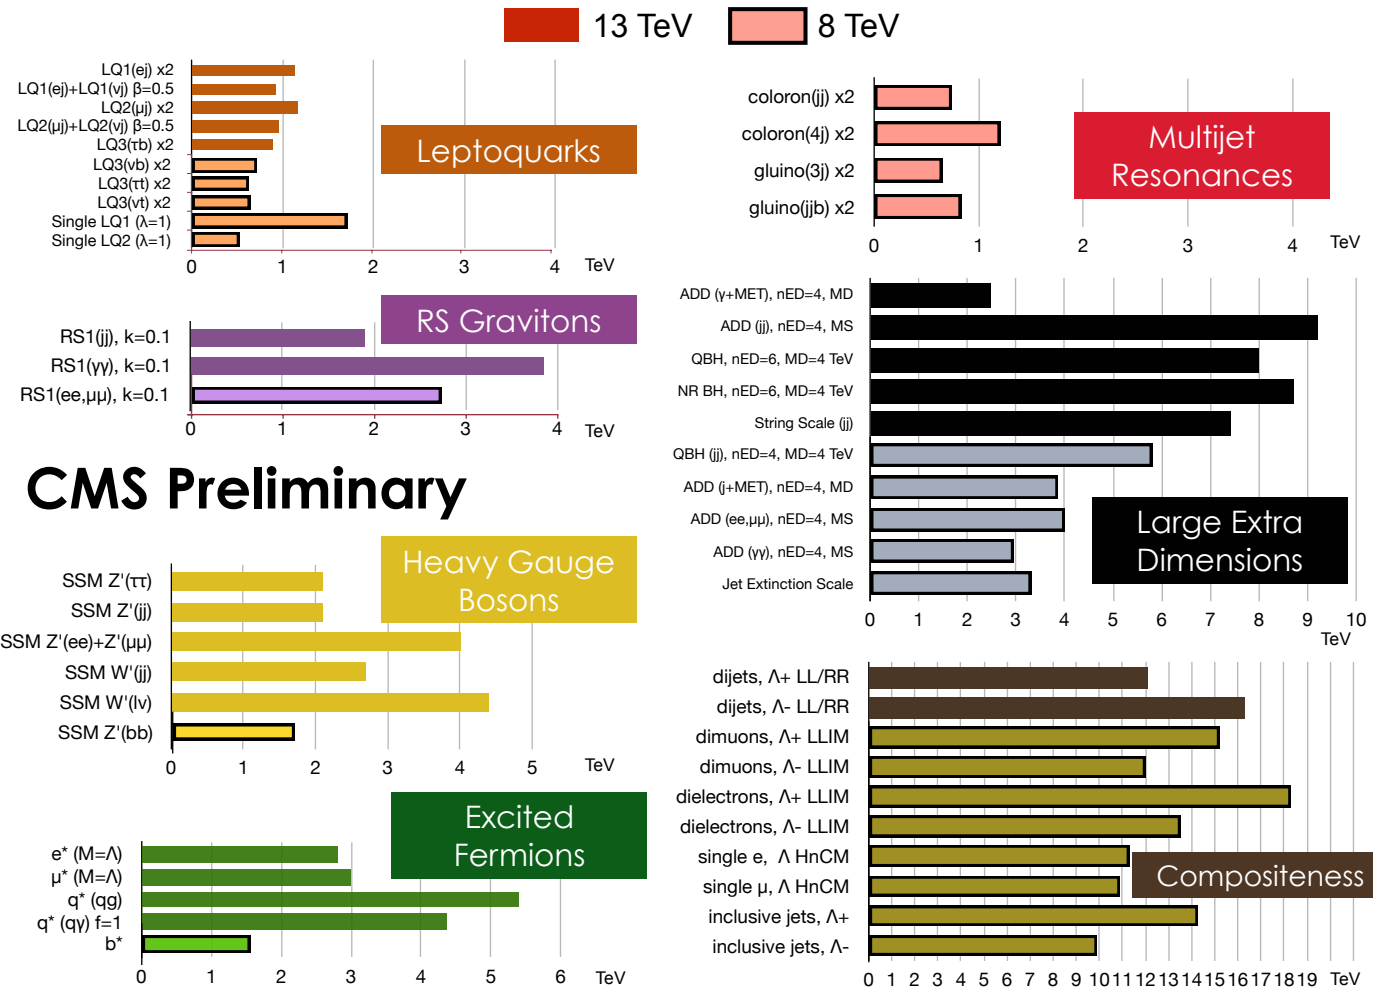 13 TeV 8 TeV
LQ1(ej) x2
LQ1(ej)+LQ1(νj) β=0.5
LQ2(μj) x2
LQ2(μj)+LQ2(νj) β=0.5
LQ3(τb) x2
LQ3(νb) x2
LQ3(ττ) x2
LQ3(vt) x2
Single LQ1 (λ=1)
Single LQ2 (λ=1)
0 1 2 3 4 TeV
Leptoquarks
RS Gravitons
RS1(jj), k=0.1
RS1(γγ), k=0.1
RS1(ee,μμ), k=0.1
0 1 2 3 4 TeV
CMS Preliminary
Heavy Gauge
Bosons
SSM Z'(ττ)
SSM Z'(jj)
SSM Z'(ee)+Z'(μμ)
SSM W'(jj)
SSM W'(lv)
SSM Z'(bb)
0 1 2 3 4 5 TeV
Excited
Fermions
e* (M=Λ)
μ* (M=Λ)
q* (qg)
q* (qγ) f=1
b*
0 1 2 3 4 5 6 TeV
coloron(jj) x2
coloron(4j) x2
gluino(3j) x2
gluino(jjb) x2
0 1 2 3 4 TeV
Multijet
Resonances
ADD (γ+MET), nED=4, MD
ADD (jj), nED=4, MS
QBH, nED=6, MD=4 TeV
NR BH, nED=6, MD=4 TeV
String Scale (jj)
QBH (jj), nED=4, MD=4 TeV
ADD (j+MET), nED=4, MD
ADD (ee,μμ), nED=4, MS
ADD (γγ), nED=4, MS
Jet Extinction Scale
0 1 2 3 4 5 6 7 8 9 10
TeV
Large Extra
Dimensions
dijets, Λ+ LL/RR
dijets, Λ- LL/RR
dimuons, Λ+ LLIM
dimuons, Λ- LLIM
dielectrons, Λ+ LLIM
dielectrons, Λ- LLIM
single e, Λ HnCM
single μ, Λ HnCM
inclusive jets, Λ+
inclusive jets, Λ-
0 1 2 3 4 5 6 7 8 9 10 11 12 13 14 15 16 17 18 19 TeV
Compositeness